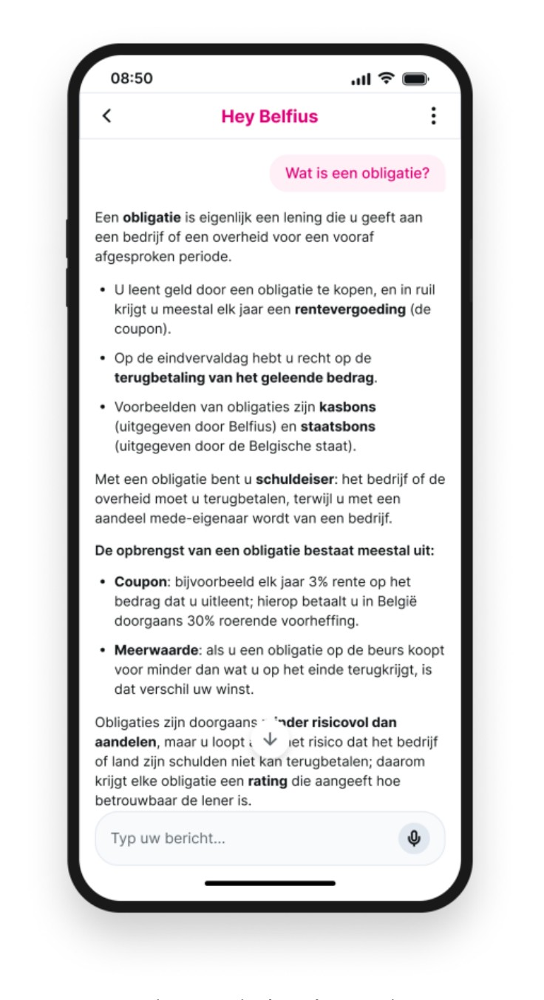 08:50
Hey Belfius
Wat is een obligatie?
Een obligatie is eigenlijk een lening die u geeft aan
een bedrijf of een overheid voor een vooraf
afgesproken periode.
• U leent geld door een obligatie te kopen, en in ruil
krijgt u meestal elk jaar een rentevergoeding (de
coupon).
• Op de eindvervaldag hebt u recht op de
terugbetaling van het geleende bedrag.
• Voorbeelden van obligaties zijn kasbons
(uitgegeven door Belfius) en staatsbons
(uitgegeven door de Belgische staat).
Met een obligatie bent u schuldeiser: het bedrijf of de
overheid moet u terugbetalen, terwijl u met een
aandeel mede-eigenaar wordt van een bedrijf.
De opbrengst van een obligatie bestaat meestal uit:
• Coupon: bijvoorbeeld elk jaar 3% rente op het
bedrag dat u uitleent; hierop betaalt u in België
doorgaans 30% roerende voorheffing.
• Meerwaarde: als u een obligatie op de beurs koopt
voor minder dan wat u op het einde terugkrijgt, is
dat verschil uw winst.
Obligaties zijn doorgaans minder risicovol dan
aandelen, maar u loopt het risico dat het bedrijf
of land zijn schulden niet kan terugbetalen; daarom
krijgt elke obligatie een rating die aangeeft hoe
betrouwbaar de lener is.
Typ uw bericht...